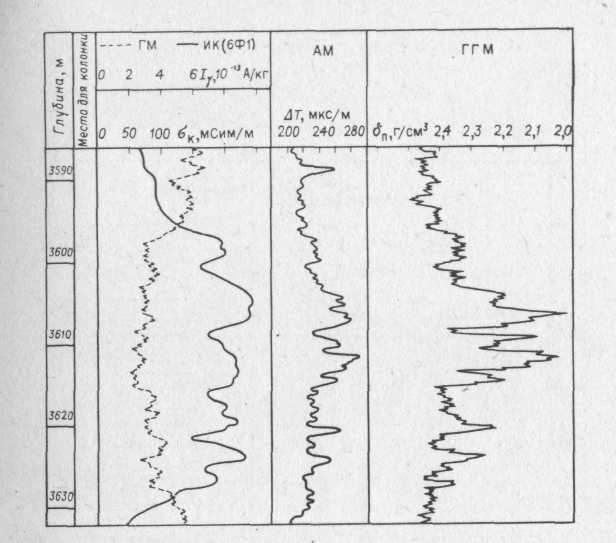 Глубина, м
Места для колонки
ГМ ИК(6Ф1)
0 2 4 6 Iγ, 10⁻¹³ А/кг
0 50 100 σк, мСим/м
АМ
ΔT, мкс/м
200 240 280
ГГМ
δп, г/см³ 2,4 2,3 2,2 2,1 2,0
3590
3600
3610
3620
3630